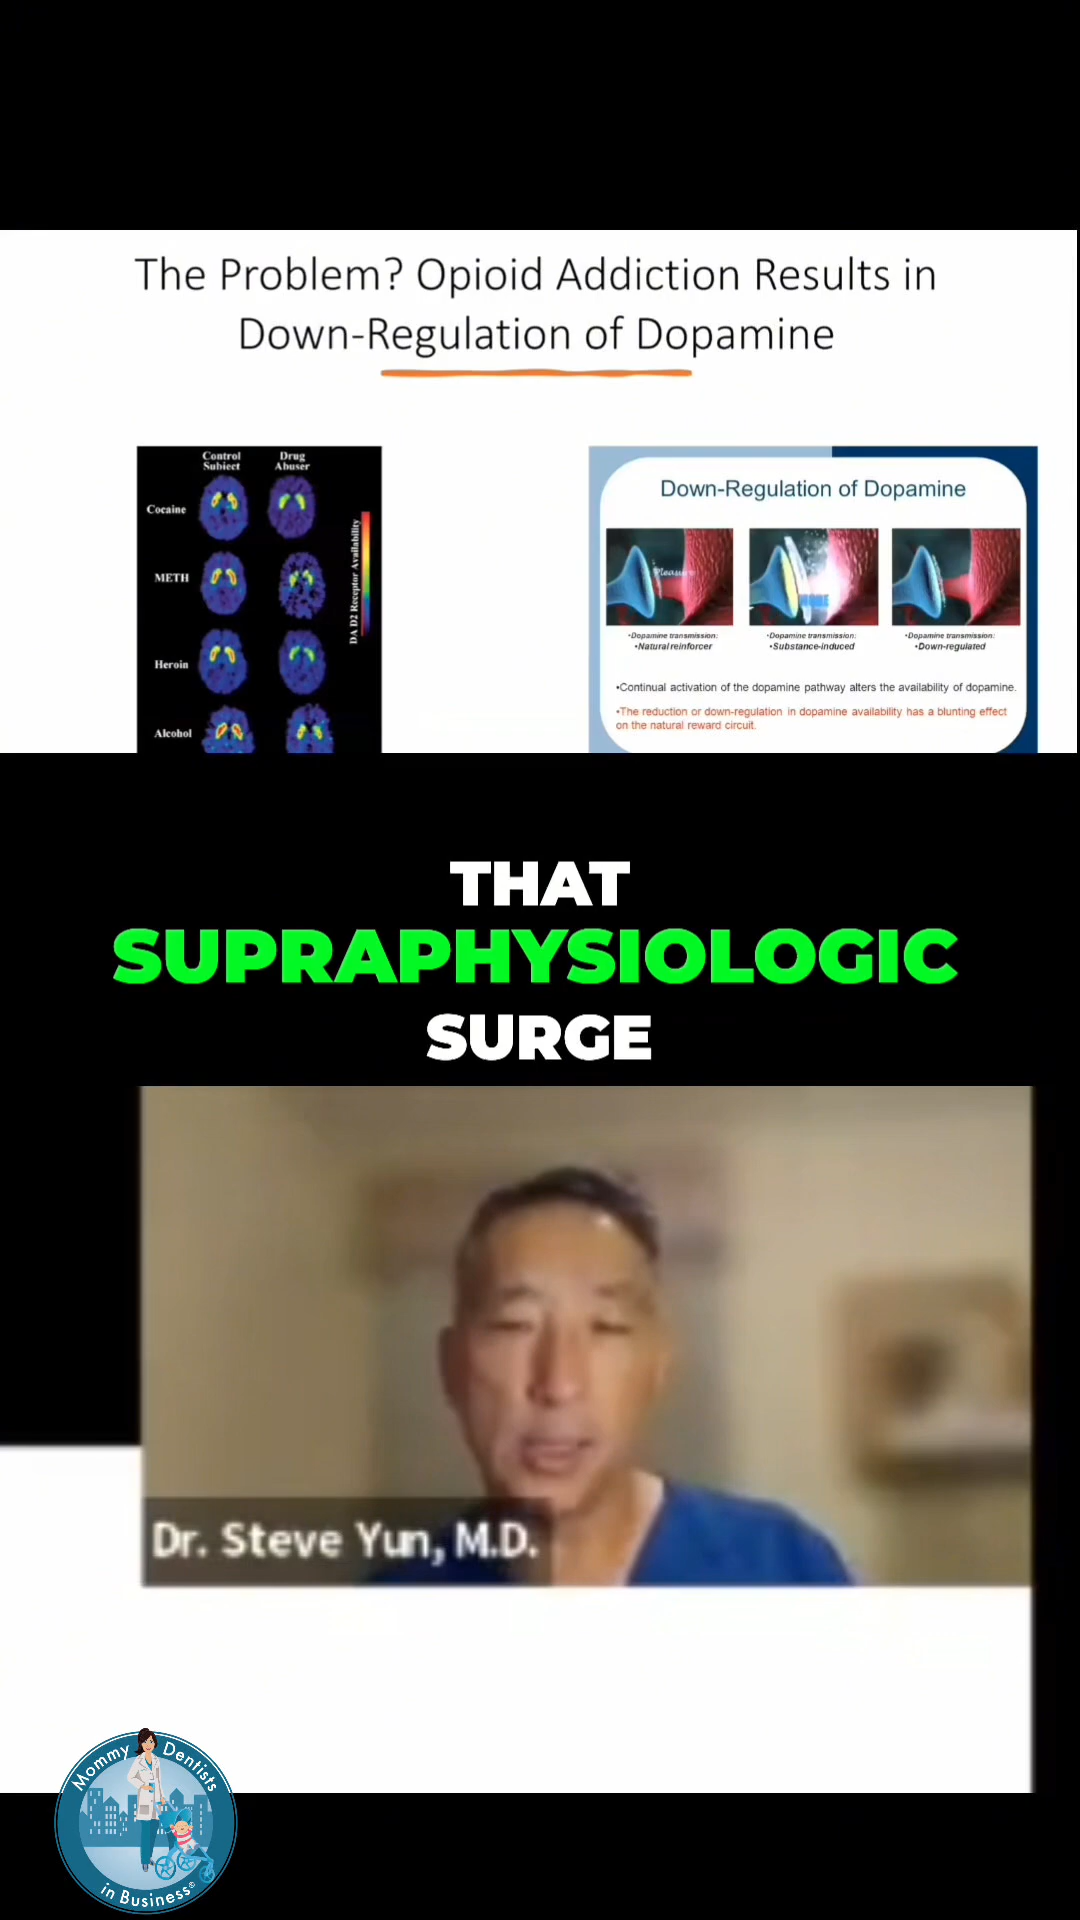 The Problem? Opioid Addiction Results in
Down-Regulation of Dopamine
Control
Subject
Drug
Abuser
Cocaine
METH
Heroin
Alcohol
DA D2 Receptor Availability
Down-Regulation of Dopamine
Pleasure
•Dopamine transmission:
•Natural reinforcer
•Dopamine transmission:
•Substance-induced
•Dopamine transmission:
•Down-regulated
•Continual activation of the dopamine pathway alters the availability of dopamine.
•The reduction or down-regulation in dopamine availability has a blunting effect
on the natural reward circuit.
THAT
SUPRAPHYSIOLOGIC
SURGE
Dr. Steve Yun, M.D.
Mommy Dentists
in Business©